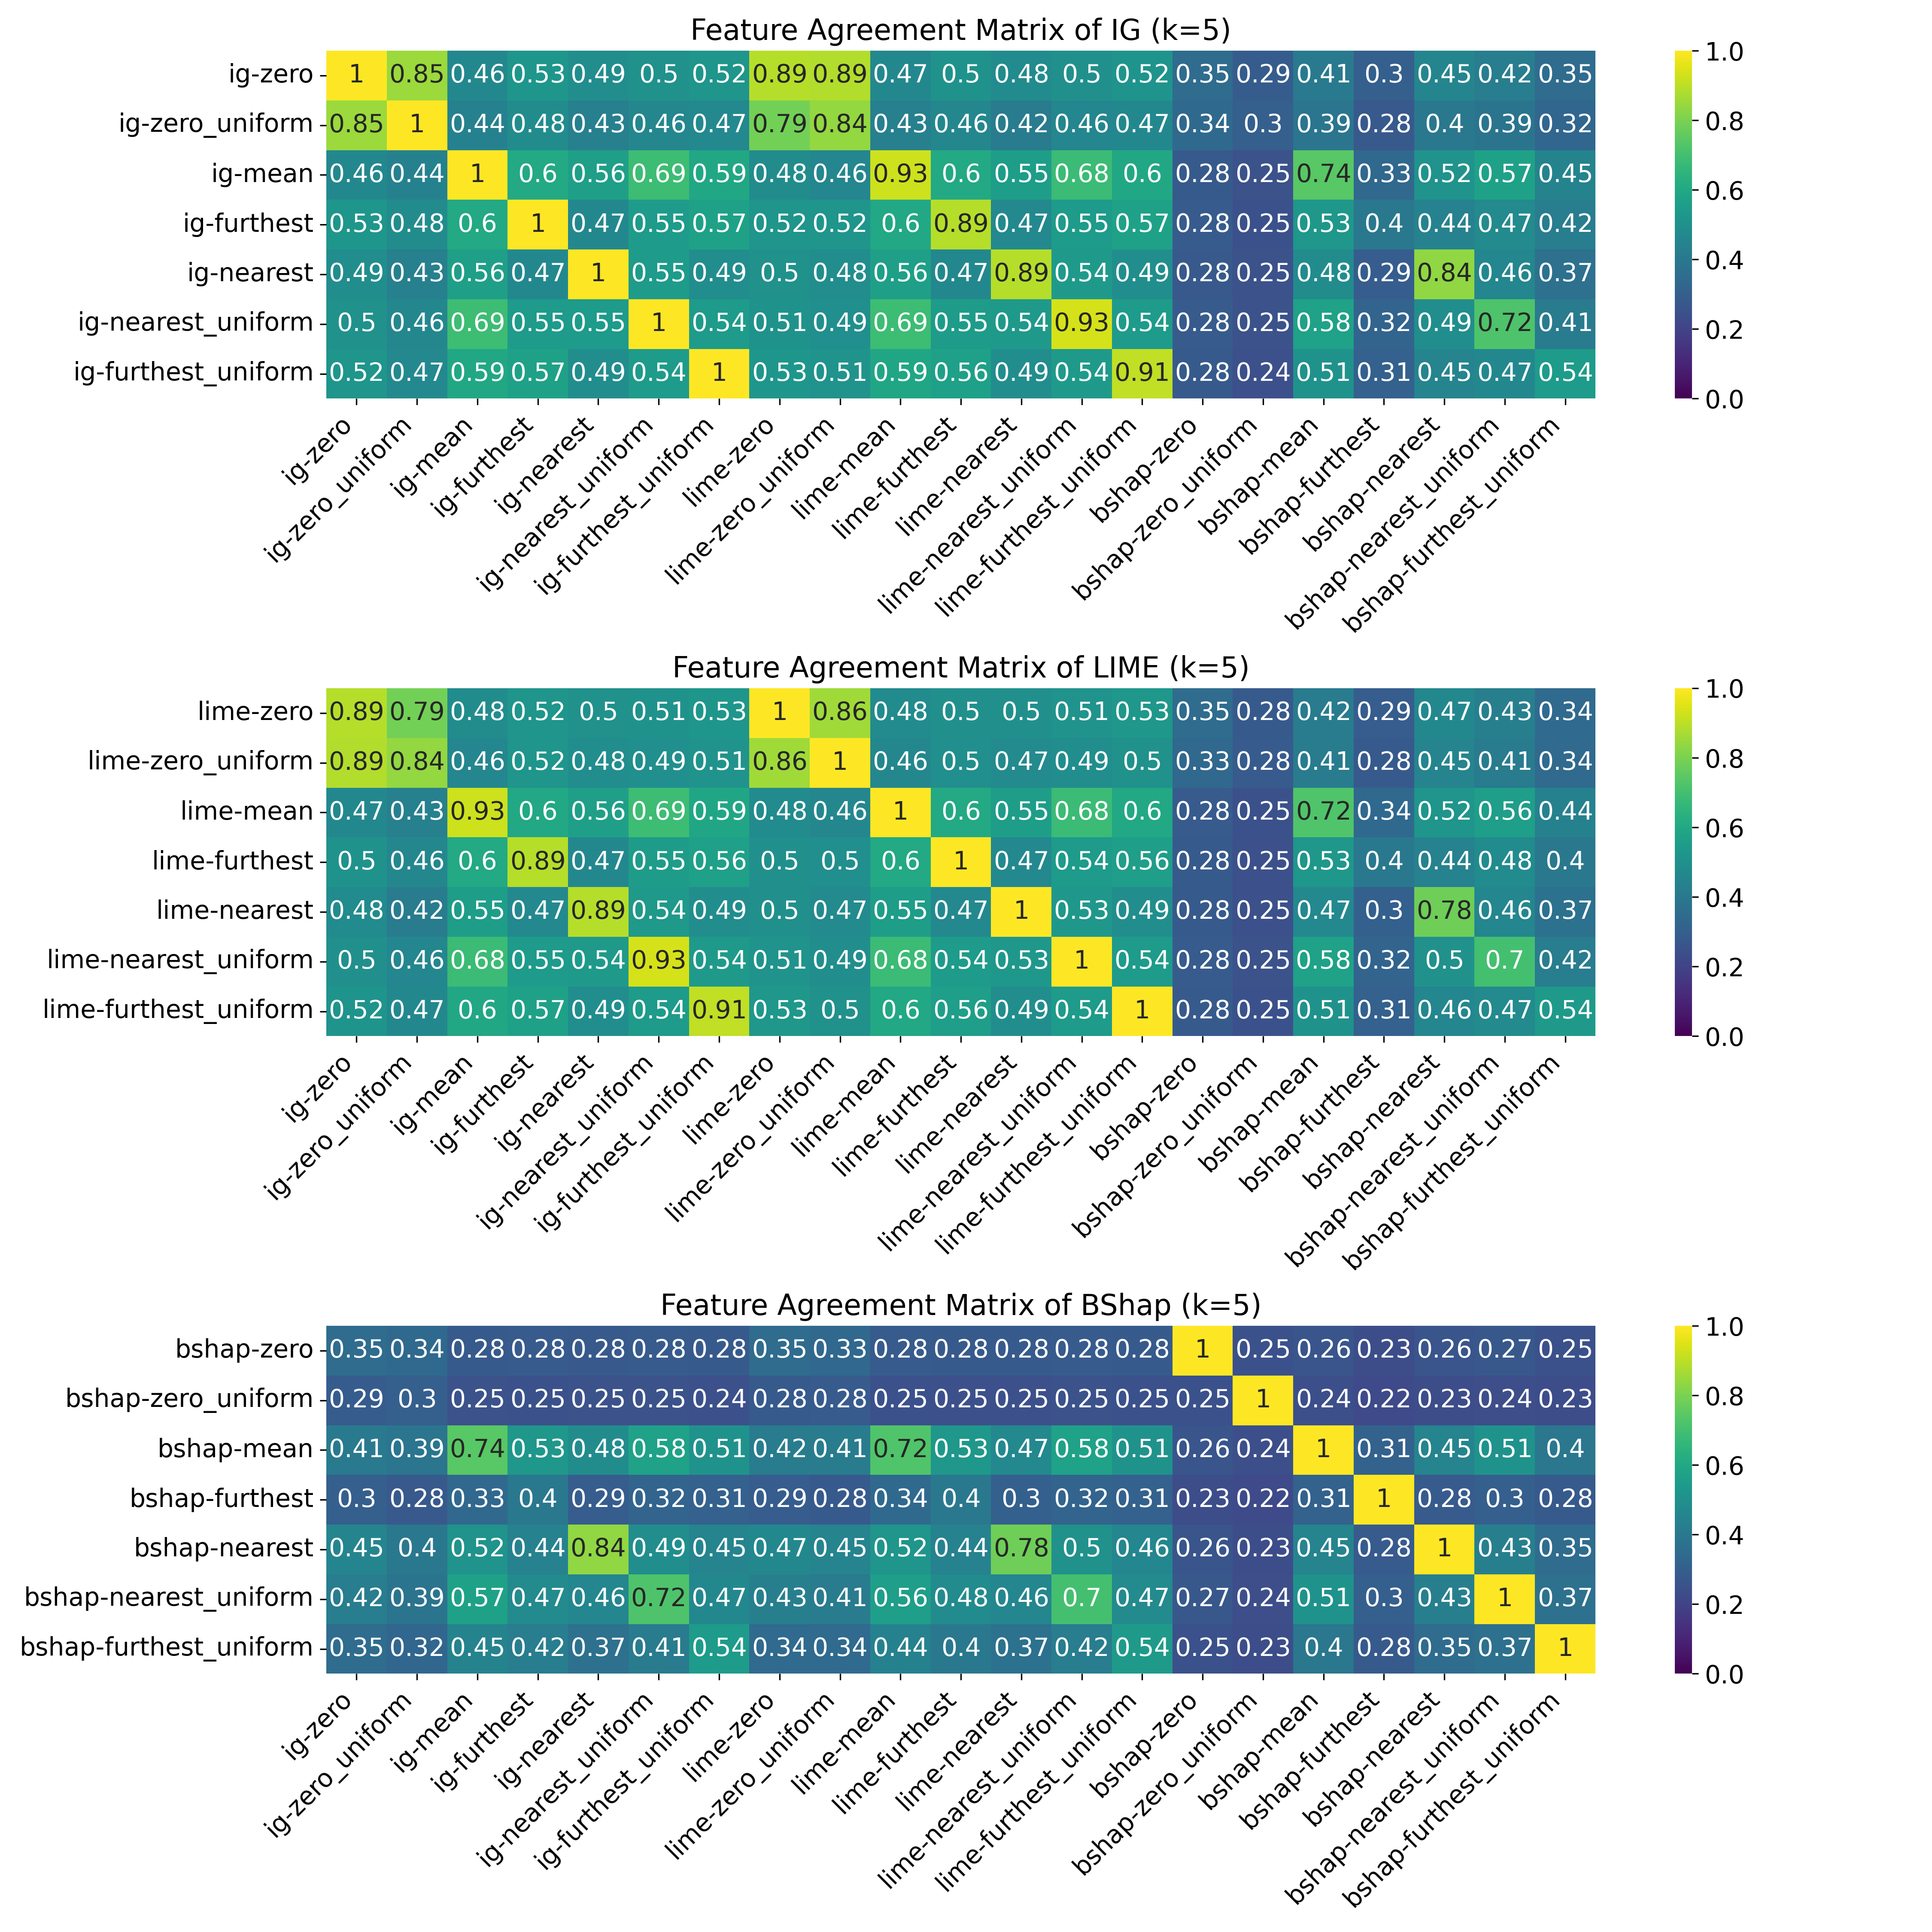 Feature Agreement Matrix of IG (k=5)
ig-zero 1 0.85 0.46 0.53 0.49 0.5 0.52 0.89 0.89 0.47 0.5 0.48 0.5 0.52 0.35 0.29 0.41 0.3 0.45 0.42 0.35
ig-zero_uniform 0.85 1 0.44 0.48 0.43 0.46 0.47 0.79 0.84 0.43 0.46 0.42 0.46 0.47 0.34 0.3 0.39 0.28 0.4 0.39 0.32
ig-mean 0.46 0.44 1 0.6 0.56 0.69 0.59 0.48 0.46 0.93 0.6 0.55 0.68 0.6 0.28 0.25 0.74 0.33 0.52 0.57 0.45
ig-furthest 0.53 0.48 0.6 1 0.47 0.55 0.57 0.52 0.52 0.6 0.89 0.47 0.55 0.57 0.28 0.25 0.53 0.4 0.44 0.47 0.42
ig-nearest 0.49 0.43 0.56 0.47 1 0.55 0.49 0.5 0.48 0.56 0.47 0.89 0.54 0.49 0.28 0.25 0.48 0.29 0.84 0.46 0.37
ig-nearest_uniform 0.5 0.46 0.69 0.55 0.55 1 0.54 0.51 0.49 0.69 0.55 0.54 0.93 0.54 0.28 0.25 0.58 0.32 0.49 0.72 0.41
ig-furthest_uniform 0.52 0.47 0.59 0.57 0.49 0.54 1 0.53 0.51 0.59 0.56 0.49 0.54 0.91 0.28 0.24 0.51 0.31 0.45 0.47 0.54
ig-zero ig-zero_uniform ig-mean ig-furthest ig-nearest ig-nearest_uniform ig-furthest_uniform lime-zero lime-zero_uniform lime-mean lime-furthest lime-nearest lime-nearest_uniform lime-furthest_uniform bshap-zero bshap-zero_uniform bshap-mean bshap-furthest bshap-nearest bshap-nearest_uniform bshap-furthest_uniform
1.0
0.8
0.6
0.4
0.2
0.0
Feature Agreement Matrix of LIME (k=5)
lime-zero 0.89 0.79 0.48 0.52 0.5 0.51 0.53 1 0.86 0.48 0.5 0.5 0.51 0.53 0.35 0.28 0.42 0.29 0.47 0.43 0.34
lime-zero_uniform 0.89 0.84 0.46 0.52 0.48 0.49 0.51 0.86 1 0.46 0.5 0.47 0.49 0.5 0.33 0.28 0.41 0.28 0.45 0.41 0.34
lime-mean 0.47 0.43 0.93 0.6 0.56 0.69 0.59 0.48 0.46 1 0.6 0.55 0.68 0.6 0.28 0.25 0.72 0.34 0.52 0.56 0.44
lime-furthest 0.5 0.46 0.6 0.89 0.47 0.55 0.56 0.5 0.5 0.6 1 0.47 0.54 0.56 0.28 0.25 0.53 0.4 0.44 0.48 0.4
lime-nearest 0.48 0.42 0.55 0.47 0.89 0.54 0.49 0.5 0.47 0.55 0.47 1 0.53 0.49 0.28 0.25 0.47 0.3 0.78 0.46 0.37
lime-nearest_uniform 0.5 0.46 0.68 0.55 0.54 0.93 0.54 0.51 0.49 0.68 0.54 0.53 1 0.54 0.28 0.25 0.58 0.32 0.5 0.7 0.42
lime-furthest_uniform 0.52 0.47 0.6 0.57 0.49 0.54 0.91 0.53 0.5 0.6 0.56 0.49 0.54 1 0.28 0.25 0.51 0.31 0.46 0.47 0.54
ig-zero ig-zero_uniform ig-mean ig-furthest ig-nearest ig-nearest_uniform ig-furthest_uniform lime-zero lime-zero_uniform lime-mean lime-furthest lime-nearest lime-nearest_uniform lime-furthest_uniform bshap-zero bshap-zero_uniform bshap-mean bshap-furthest bshap-nearest bshap-nearest_uniform bshap-furthest_uniform
1.0
0.8
0.6
0.4
0.2
0.0
Feature Agreement Matrix of BShap (k=5)
bshap-zero 0.35 0.34 0.28 0.28 0.28 0.28 0.28 0.35 0.33 0.28 0.28 0.28 0.28 0.28 1 0.25 0.26 0.23 0.26 0.27 0.25
bshap-zero_uniform 0.29 0.3 0.25 0.25 0.25 0.25 0.24 0.28 0.28 0.25 0.25 0.25 0.25 0.25 0.25 1 0.24 0.22 0.23 0.24 0.23
bshap-mean 0.41 0.39 0.74 0.53 0.48 0.58 0.51 0.42 0.41 0.72 0.53 0.47 0.58 0.51 0.26 0.24 1 0.31 0.45 0.51 0.4
bshap-furthest 0.3 0.28 0.33 0.4 0.29 0.32 0.31 0.29 0.28 0.34 0.4 0.3 0.32 0.31 0.23 0.22 0.31 1 0.28 0.3 0.28
bshap-nearest 0.45 0.4 0.52 0.44 0.84 0.49 0.45 0.47 0.45 0.52 0.44 0.78 0.5 0.46 0.26 0.23 0.45 0.28 1 0.43 0.35
bshap-nearest_uniform 0.42 0.39 0.57 0.47 0.46 0.72 0.47 0.43 0.41 0.56 0.48 0.46 0.7 0.47 0.27 0.24 0.51 0.3 0.43 1 0.37
bshap-furthest_uniform 0.35 0.32 0.45 0.42 0.37 0.41 0.54 0.34 0.34 0.44 0.4 0.37 0.42 0.54 0.25 0.23 0.4 0.28 0.35 0.37 1
ig-zero ig-zero_uniform ig-mean ig-furthest ig-nearest ig-nearest_uniform ig-furthest_uniform lime-zero lime-zero_uniform lime-mean lime-furthest lime-nearest lime-nearest_uniform lime-furthest_uniform bshap-zero bshap-zero_uniform bshap-mean bshap-furthest bshap-nearest bshap-nearest_uniform bshap-furthest_uniform
1.0
0.8
0.6
0.4
0.2
0.0